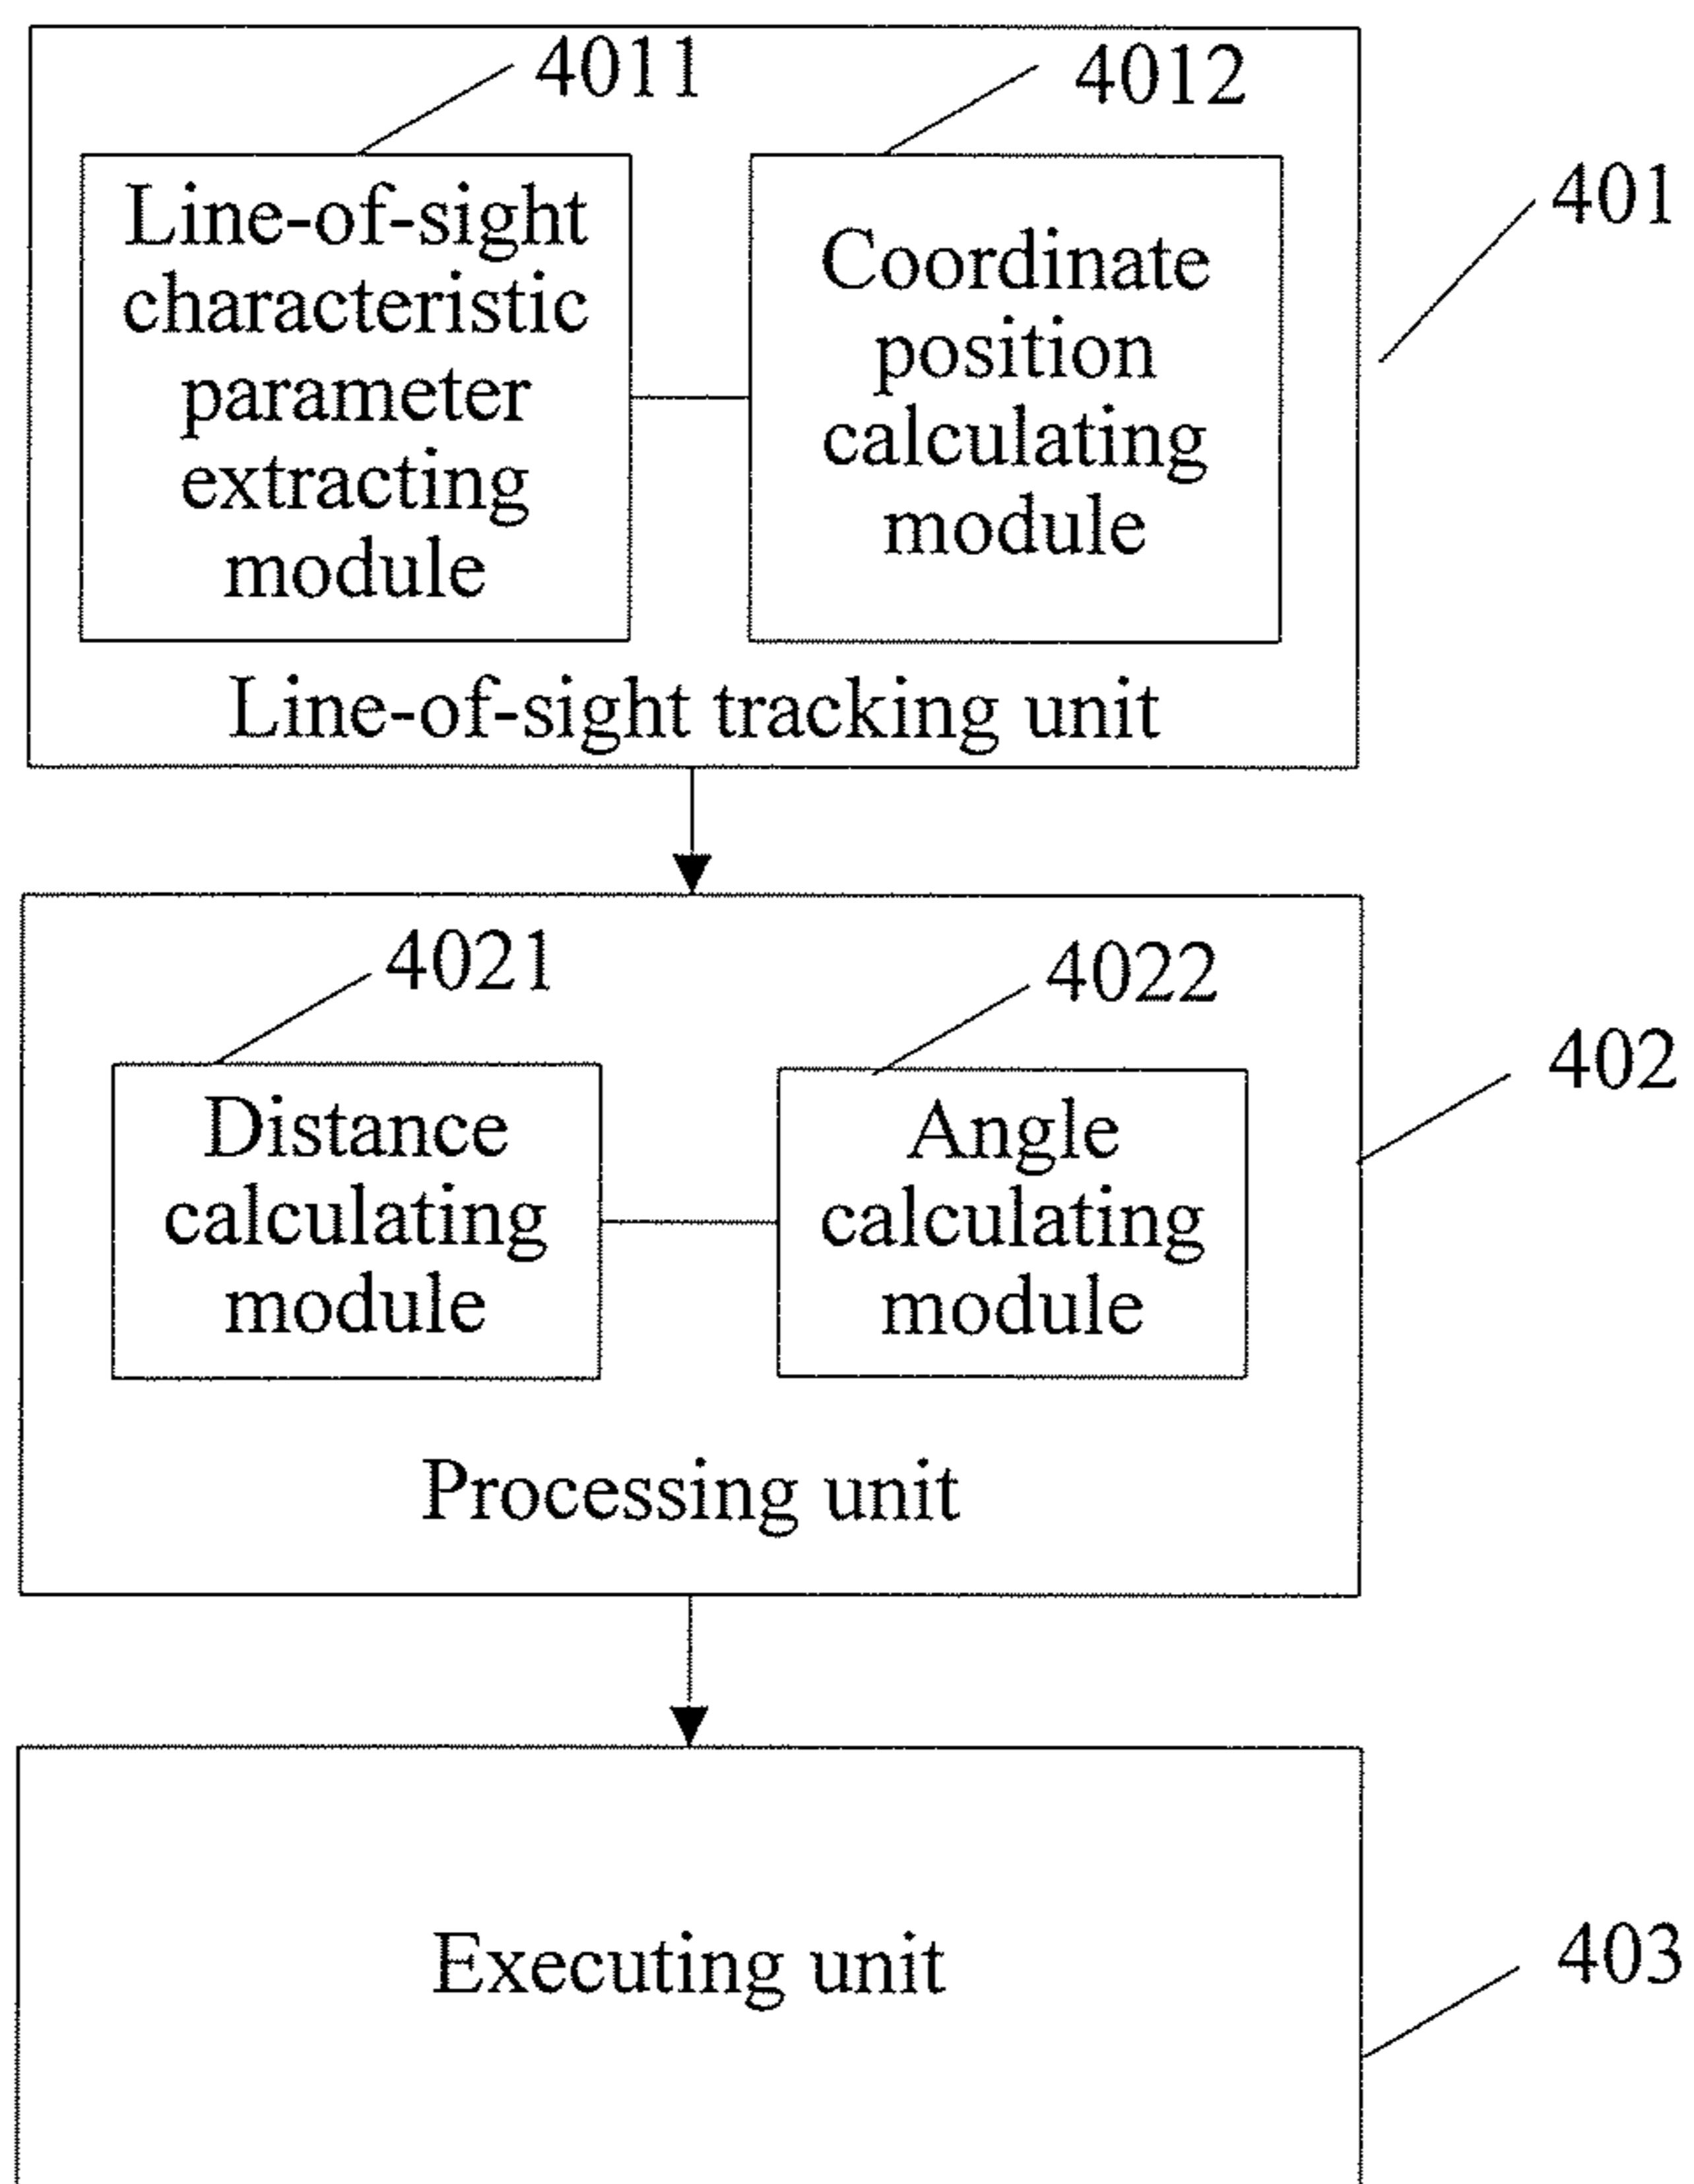 4011
4012
401
Line-of-sight
characteristic
parameter
extracting
module
Coordinate
position
calculating
module
Line-of-sight tracking unit
4021
4022
402
Distance
calculating
module
Angle
calculating
module
Processing unit
Executing unit
403